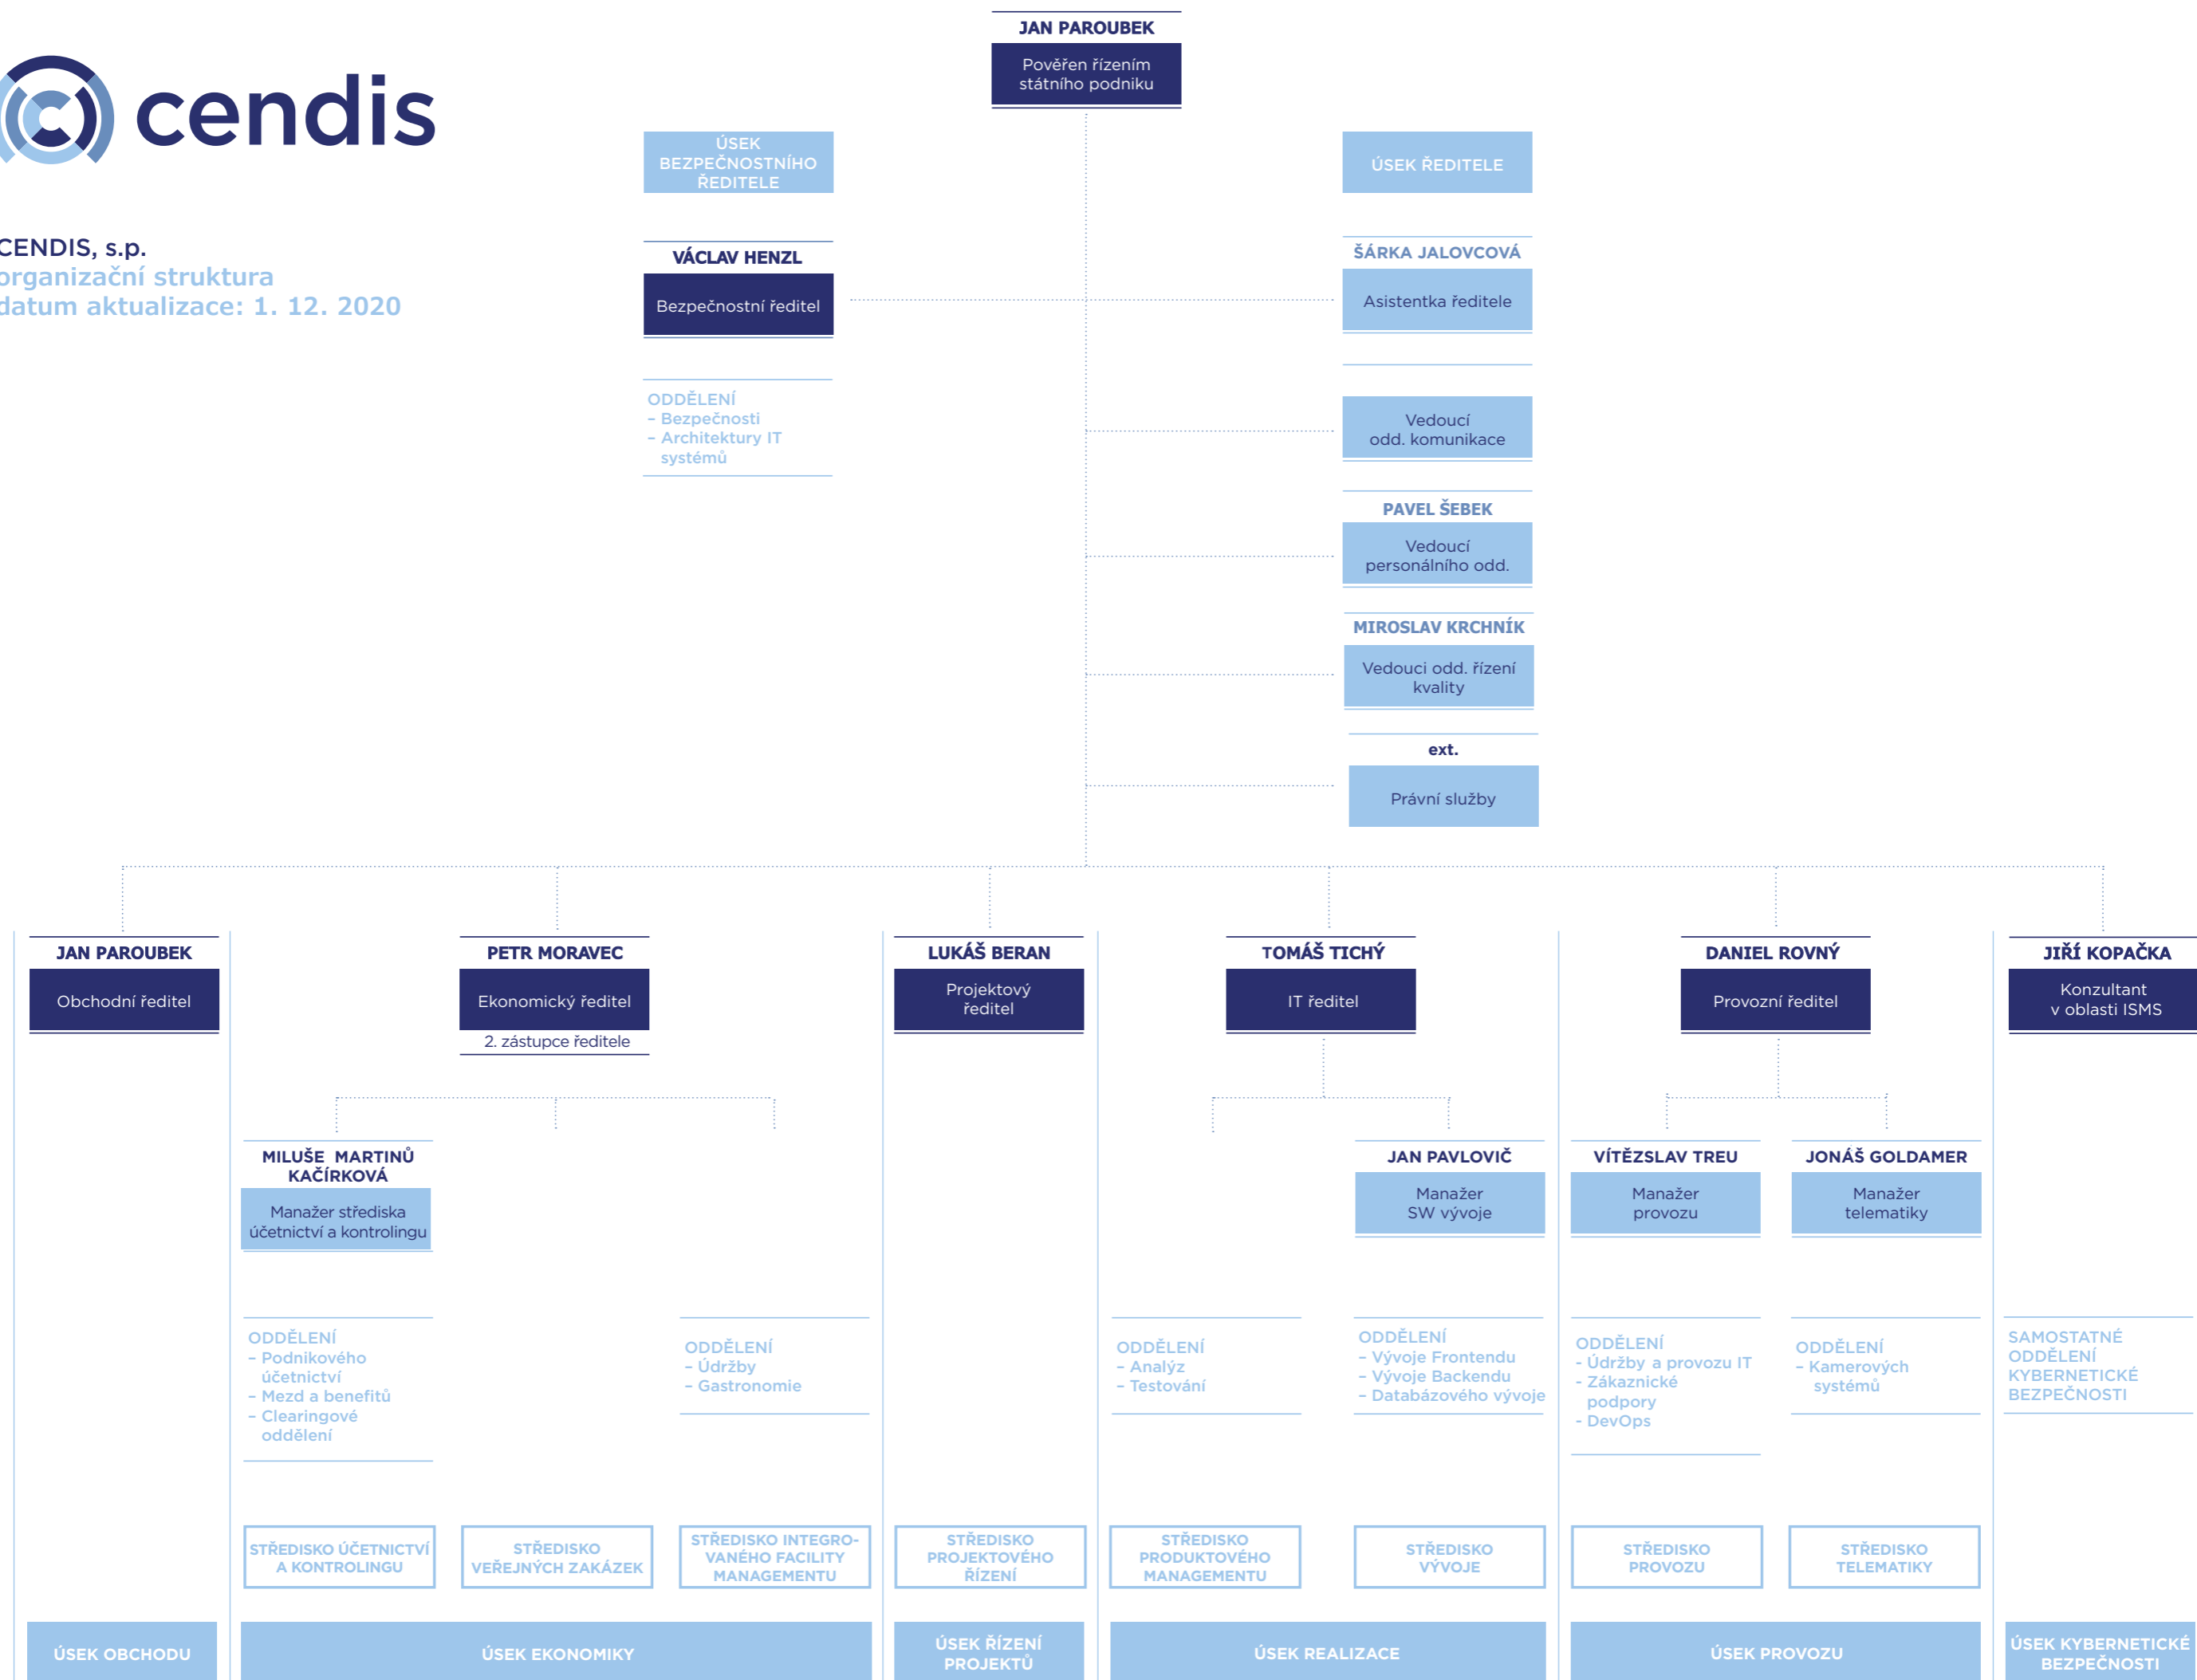 JAN PAROUBEK
Pověřen řízením
státního podniku
cendis
CENDIS, s.p.
organizační struktura
datum aktualizace: 1. 12. 2020
ÚSEK
BEZPEČNOSTNÍHO
ŘEDITELE
VÁCLAV HENZL
Bezpečnostní ředitel
ODDĚLENÍ
– Bezpečnosti
– Architektury IT
systémů
ÚSEK ŘEDITELE
ŠÁRKA JALOVCOVÁ
Asistentka ředitele
Vedoucí
odd. komunikace
PAVEL ŠEBEK
Vedoucí
personálního odd.
MIROSLAV KRCHNÍK
Vedouci odd. řízení
kvality
ext.
Právní služby
JAN PAROUBEK
Obchodní ředitel
PETR MORAVEC
Ekonomický ředitel
2. zástupce ředitele
LUKÁŠ BERAN
Projektový
ředitel
TOMÁŠ TICHÝ
IT ředitel
DANIEL ROVNÝ
Provozní ředitel
JIŘÍ KOPAČKA
Konzultant
v oblasti ISMS
MILUŠE MARTINŮ
KAČÍRKOVÁ
Manažer střediska
účetnictví a kontrolingu
JAN PAVLOVIČ
Manažer
SW vývoje
VÍTĚZSLAV TREU
Manažer
provozu
JONÁŠ GOLDAMER
Manažer
telematiky
ODDĚLENÍ
– Podnikového
účetnictví
– Mezd a benefitů
– Clearingové
oddělení
ODDĚLENÍ
– Údržby
– Gastronomie
ODDĚLENÍ
– Analýz
– Testování
ODDĚLENÍ
– Vývoje Frontendu
– Vývoje Backendu
– Databázového vývoje
ODDĚLENÍ
- Údržby a provozu IT
- Zákaznické
podpory
- DevOps
ODDĚLENÍ
– Kamerových
systémů
SAMOSTATNÉ
ODDĚLENÍ
KYBERNETICKÉ
BEZPEČNOSTI
STŘEDISKO ÚČETNICTVÍ
A KONTROLINGU
STŘEDISKO
VEŘEJNÝCH ZAKÁZEK
STŘEDISKO INTEGRO-
VANÉHO FACILITY
MANAGEMENTU
STŘEDISKO
PROJEKTOVÉHO
ŘÍZENÍ
STŘEDISKO
PRODUKTOVÉHO
MANAGEMENTU
STŘEDISKO
VÝVOJE
STŘEDISKO
PROVOZU
STŘEDISKO
TELEMATIKY
ÚSEK OBCHODU
ÚSEK EKONOMIKY
ÚSEK ŘÍZENÍ
PROJEKTŮ
ÚSEK REALIZACE
ÚSEK PROVOZU
ÚSEK KYBERNETICKÉ
BEZPEČNOSTI